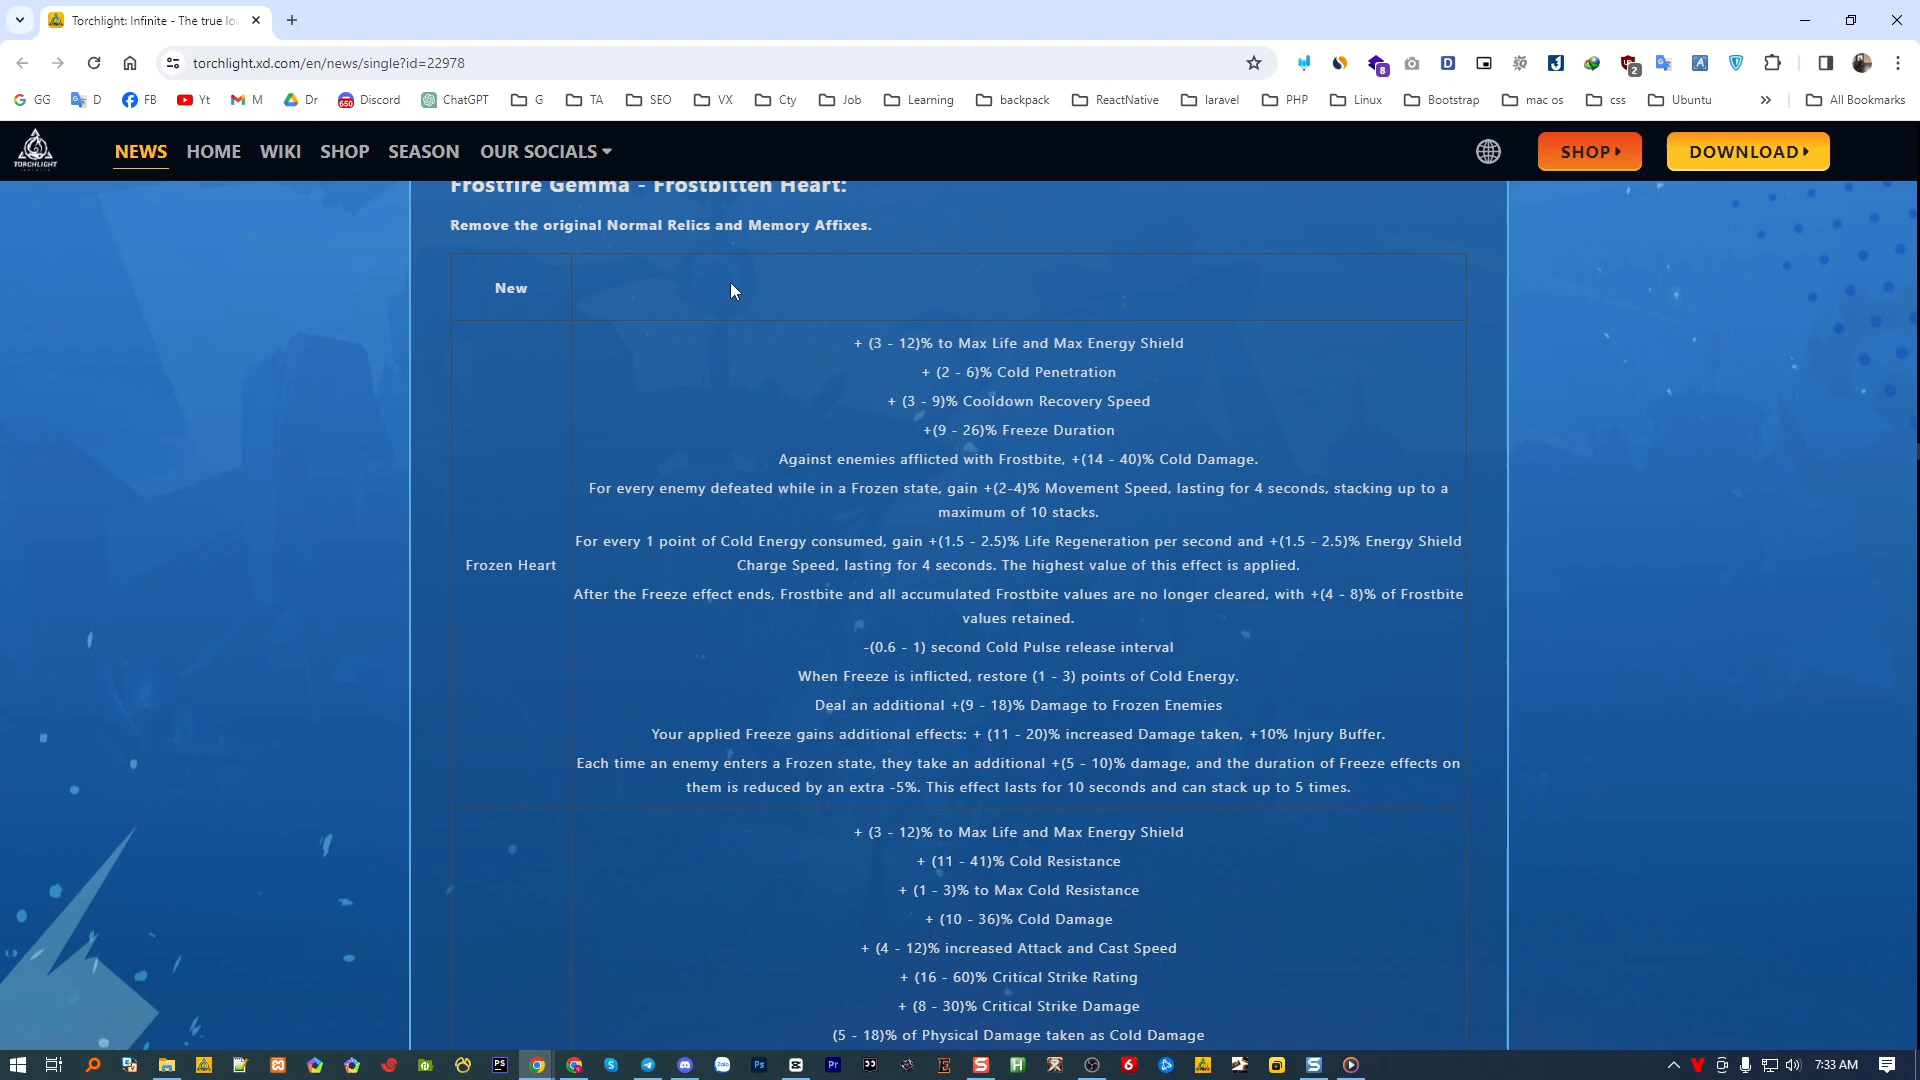 Torchlight: Infinite - The true lo
torchlight.xd.com/en/news/single?id=22978
8
2
GG
D
FB
Yt
M
Dr
650
Discord
ChatGPT
G
TA
SEO
VX
Cty
Job
Learning
backpack
ReactNative
laravel
PHP
Linux
Bootstrap
mac os
css
Ubuntu
All Bookmarks
TORCHLIGHT
NEWS
HOME
WIKI
SHOP
SEASON
OUR SOCIALS
SHOP
DOWNLOAD
Frostfire Gemma - Frostbitten Heart:
Remove the original Normal Relics and Memory Affixes.
New
Frozen Heart
+ (3 - 12)% to Max Life and Max Energy Shield
+ (2 - 6)% Cold Penetration
+ (3 - 9)% Cooldown Recovery Speed
+(9 - 26)% Freeze Duration
Against enemies afflicted with Frostbite, +(14 - 40)% Cold Damage.
For every enemy defeated while in a Frozen state, gain +(2-4)% Movement Speed, lasting for 4 seconds, stacking up to a
maximum of 10 stacks.
For every 1 point of Cold Energy consumed, gain +(1.5 - 2.5)% Life Regeneration per second and +(1.5 - 2.5)% Energy Shield
Charge Speed, lasting for 4 seconds. The highest value of this effect is applied.
After the Freeze effect ends, Frostbite and all accumulated Frostbite values are no longer cleared, with +(4 - 8)% of Frostbite
values retained.
-(0.6 - 1) second Cold Pulse release interval
When Freeze is inflicted, restore (1 - 3) points of Cold Energy.
Deal an additional +(9 - 18)% Damage to Frozen Enemies
Your applied Freeze gains additional effects: + (11 - 20)% increased Damage taken, +10% Injury Buffer.
Each time an enemy enters a Frozen state, they take an additional +(5 - 10)% damage, and the duration of Freeze effects on
them is reduced by an extra -5%. This effect lasts for 10 seconds and can stack up to 5 times.
+ (3 - 12)% to Max Life and Max Energy Shield
+ (11 - 41)% Cold Resistance
+ (1 - 3)% to Max Cold Resistance
+ (10 - 36)% Cold Damage
+ (4 - 12)% increased Attack and Cast Speed
+ (16 - 60)% Critical Strike Rating
+ (8 - 30)% Critical Strike Damage
(5 - 18)% of Physical Damage taken as Cold Damage
7:33 AM